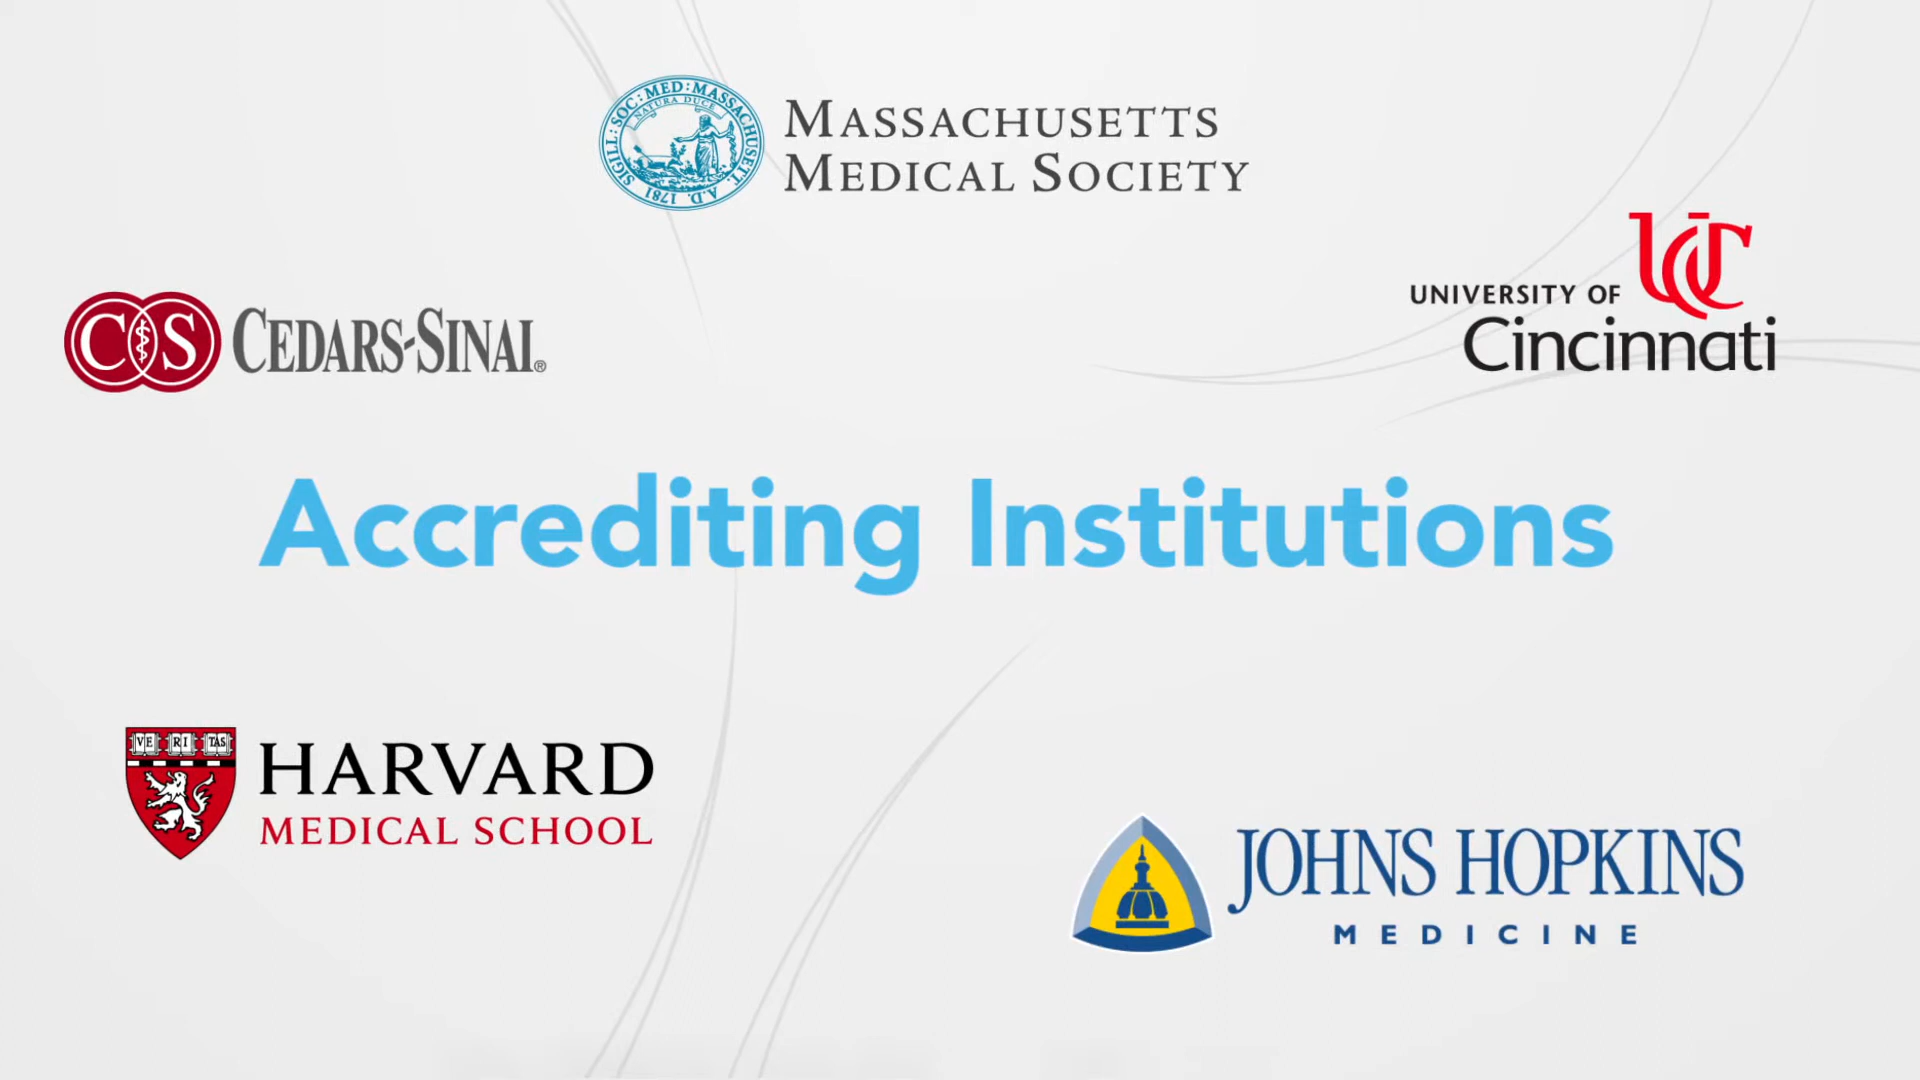 SIGILL: SOC: MED: MASSACHUSETT. A.D. 1781
NATURA DUCE
MASSACHUSETTS
MEDICAL SOCIETY
UC
UNIVERSITY OF
Cincinnati
CS
CEDARS-SINAI®
Accrediting Institutions
VE RI TAS
HARVARD
MEDICAL SCHOOL
JOHNS HOPKINS
MEDICINE